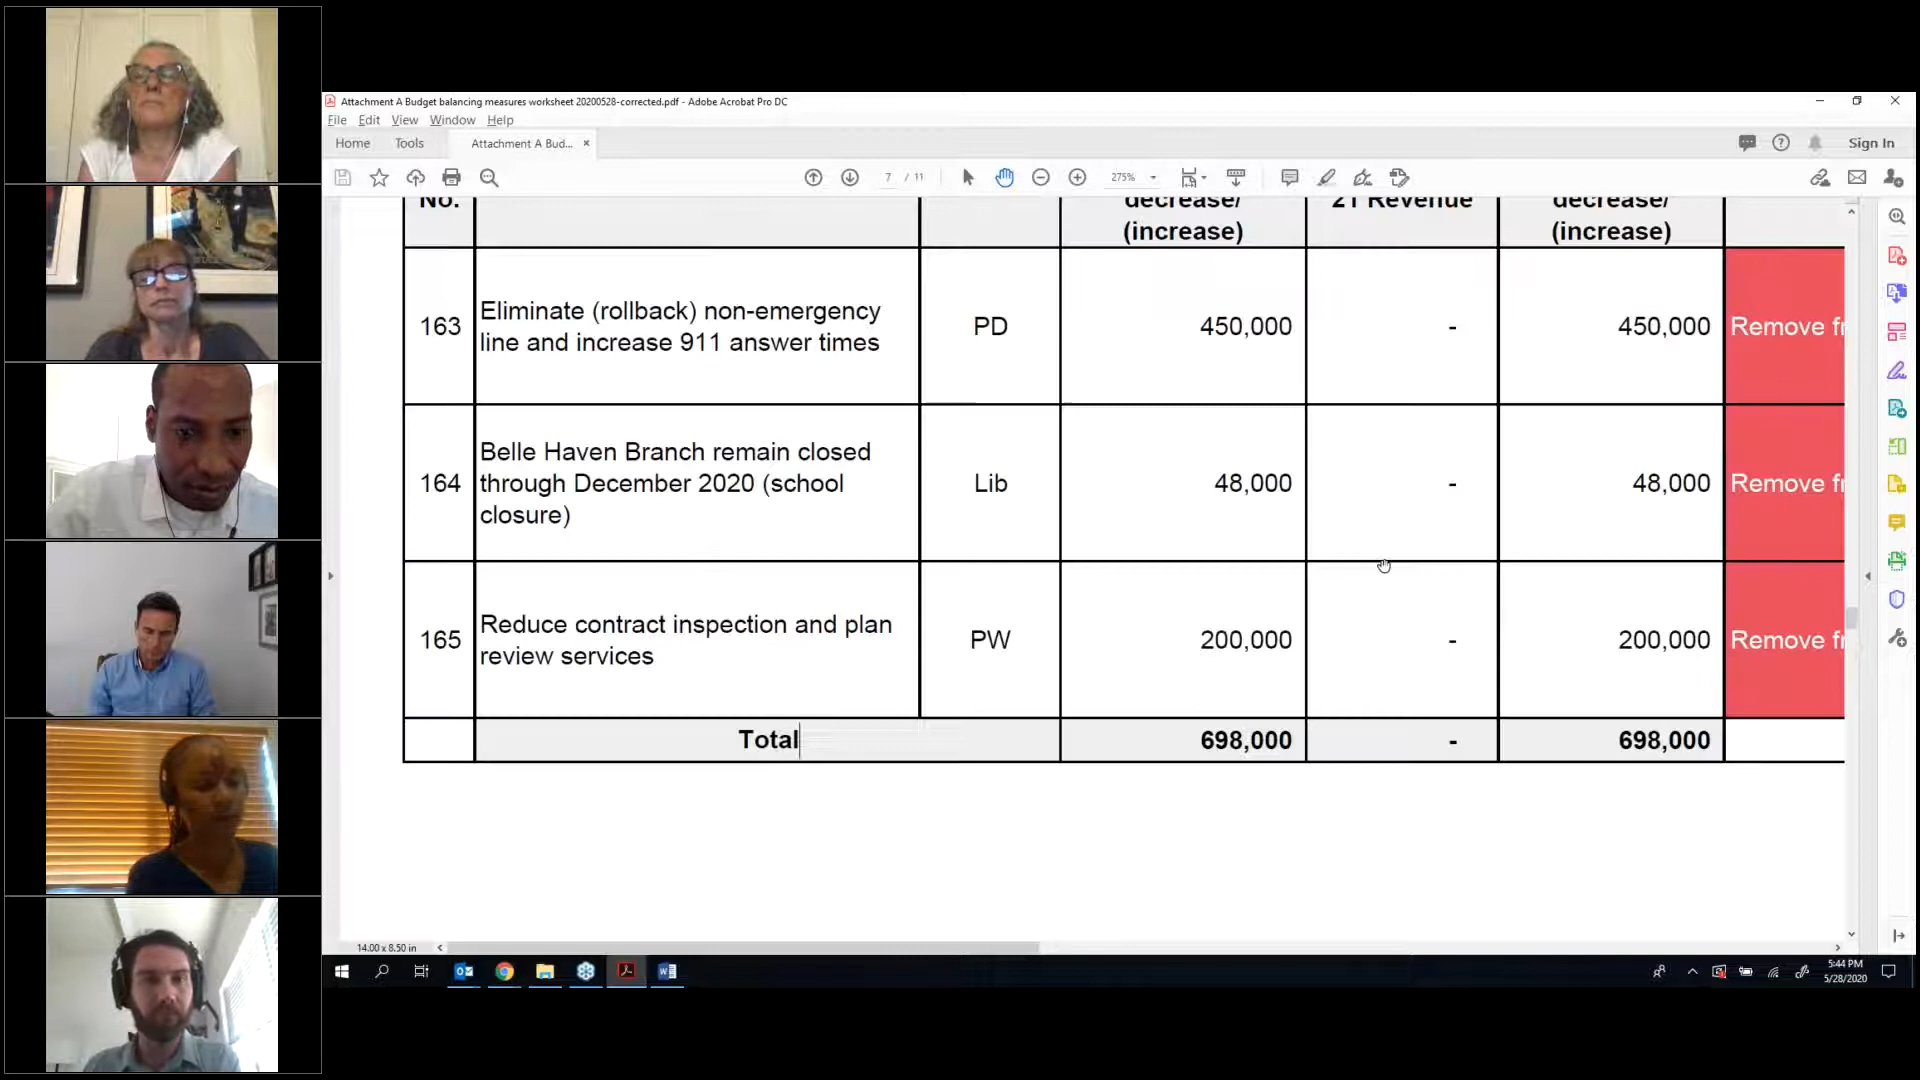 Attachment A Budget balancing measures worksheet 20200528-corrected.pdf - Adobe Acrobat Pro DC
File Edit View Window Help
Home Tools Attachment A Bud... × Sign In
7 / 11 275%
No. decrease/ 21 Revenue decrease/
(increase) (increase)
163 Eliminate (rollback) non-emergency line and increase 911 answer times PD 450,000 - 450,000 Remove fr
164 Belle Haven Branch remain closed through December 2020 (school closure) Lib 48,000 - 48,000 Remove fr
165 Reduce contract inspection and plan review services PW 200,000 - 200,000 Remove fr
Total 698,000 - 698,000
14.00 x 8.50 in
5:44 PM
5/28/2020